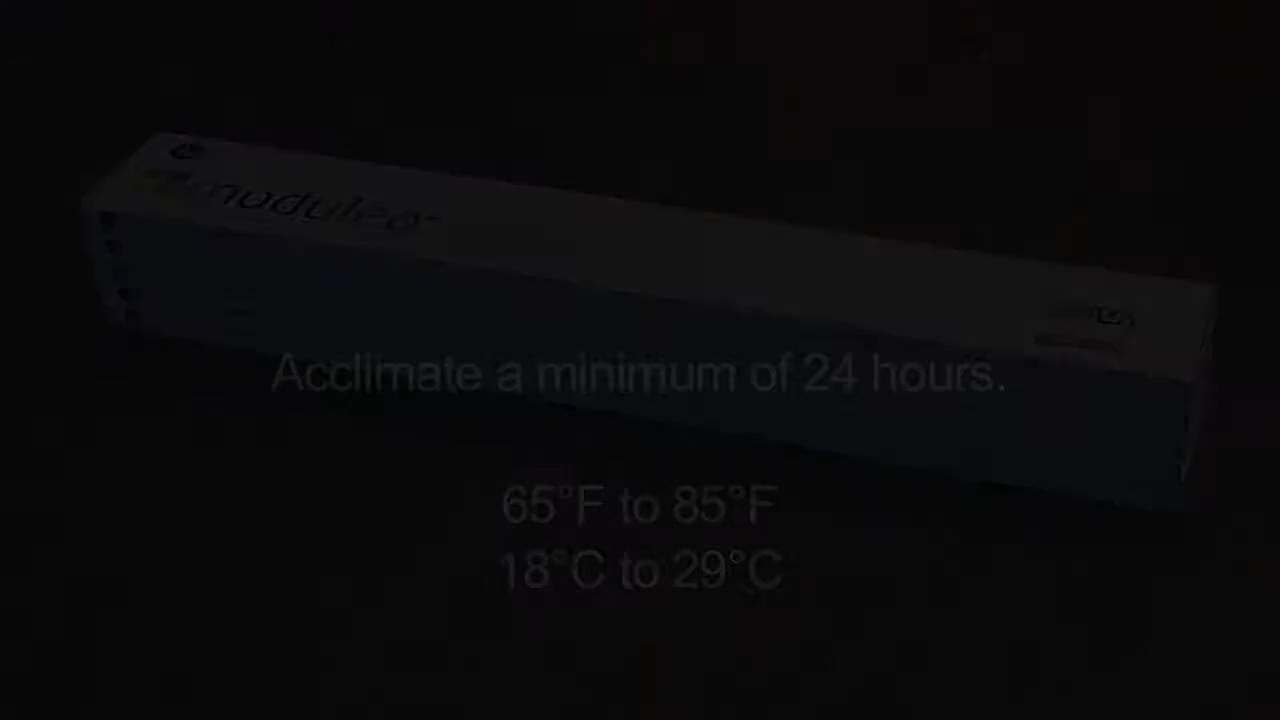 moduleo
Acclimate a minimum of 24 hours.
65°F to 85°F
18°C to 29°C